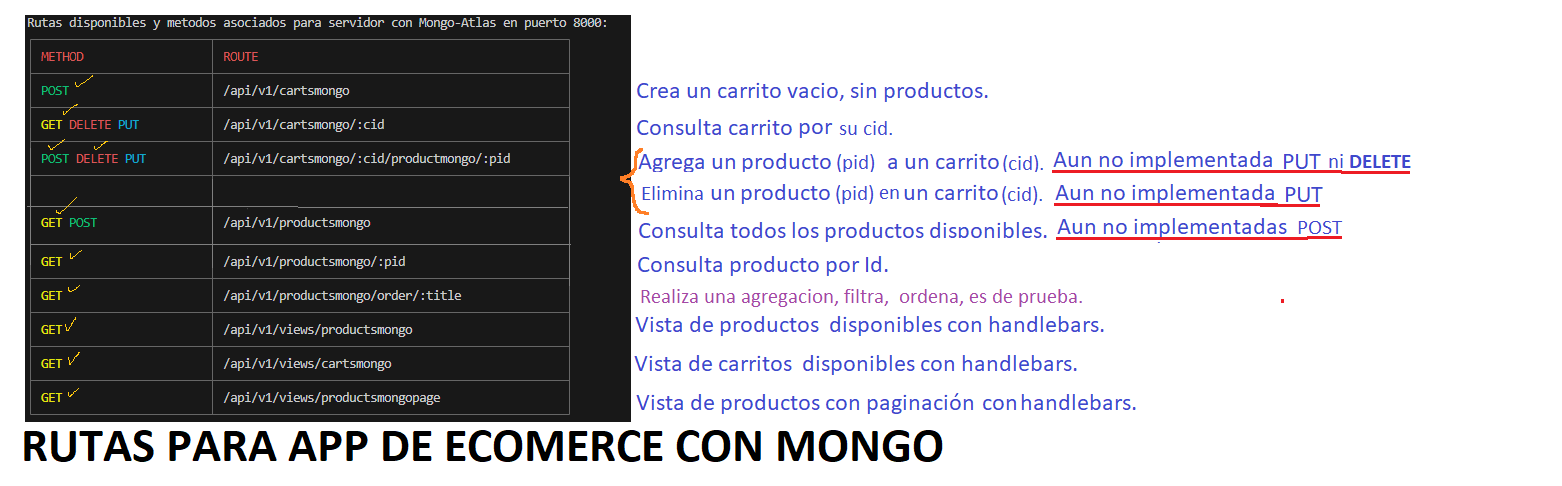 Rutas disponibles y metodos asociados para servidor con Mongo-Atlas en puerto 8000:
METHOD ROUTE
POST /api/v1/cartsmongo Crea un carrito vacio, sin productos.
GET DELETE PUT /api/v1/cartsmongo/:cid Consulta carrito por su cid.
POST DELETE PUT /api/v1/cartsmongo/:cid/productmongo/:pid Agrega un producto (pid) a un carrito (cid). Aun no implementada PUT ni DELETE
Elimina un producto (pid) en un carrito (cid). Aun no implementada PUT
GET POST /api/v1/productsmongo Consulta todos los productos disponibles. Aun no implementadas POST
GET /api/v1/productsmongo/:pid Consulta producto por Id.
GET /api/v1/productsmongo/order/:title Realiza una agregacion, filtra, ordena, es de prueba.
GET /api/v1/views/productsmongo Vista de productos disponibles con handlebars.
GET /api/v1/views/cartsmongo Vista de carritos disponibles con handlebars.
GET /api/v1/views/productsmongopage Vista de productos con paginación con handlebars.
RUTAS PARA APP DE ECOMERCE CON MONGO